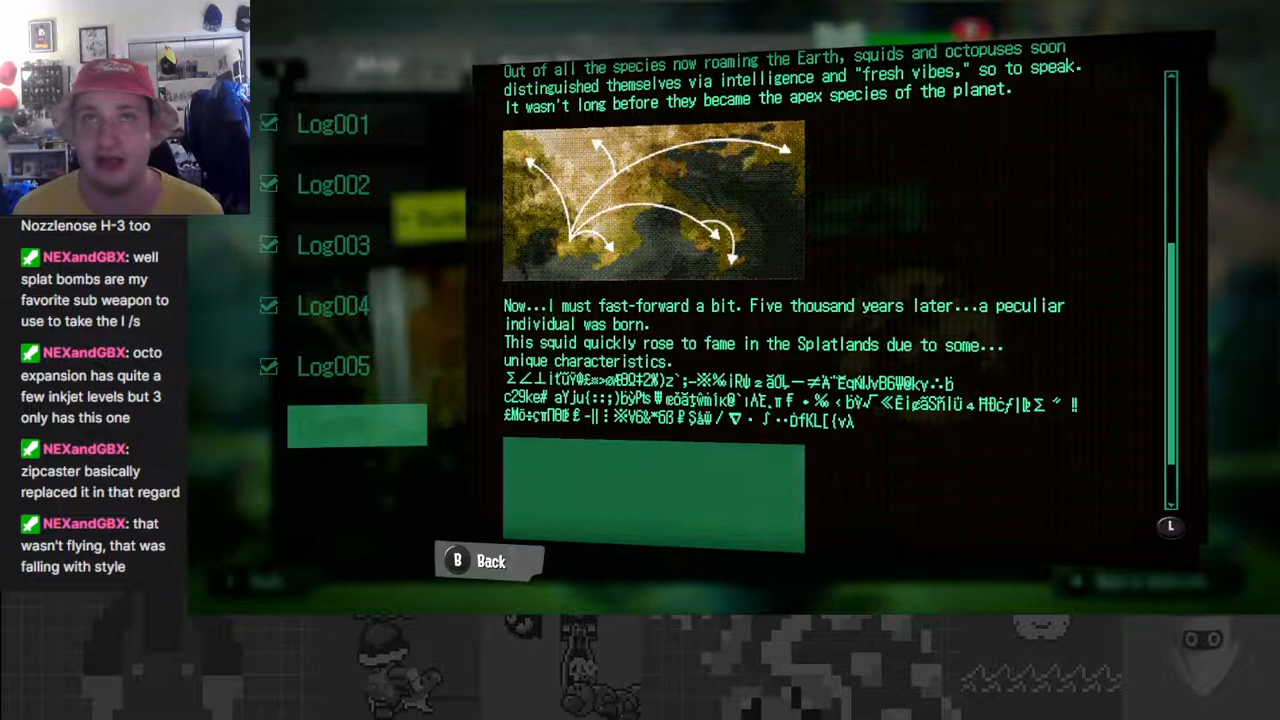 Out of all the species now roaming the Earth, squids and octopuses soon
distinguished themselves via intelligence and "fresh vibes," so to speak.
It wasn't long before they became the apex species of the planet.
Log001
Log002
Log003
Log004
Log005
Now...I must fast-forward a bit. Five thousand years later...a peculiar
individual was born.
This squid quickly rose to fame in the Splatlands due to some...
unique characteristics.
B Back
L
Nozzlenose H-3 too
NEXandGBX: well
splat bombs are my
favorite sub weapon to
use to take the l /s
NEXandGBX: octo
expansion has quite a
few inkjet levels but 3
only has this one
NEXandGBX:
zipcaster basically
replaced it in that regard
NEXandGBX: that
wasn't flying, that was
falling with style